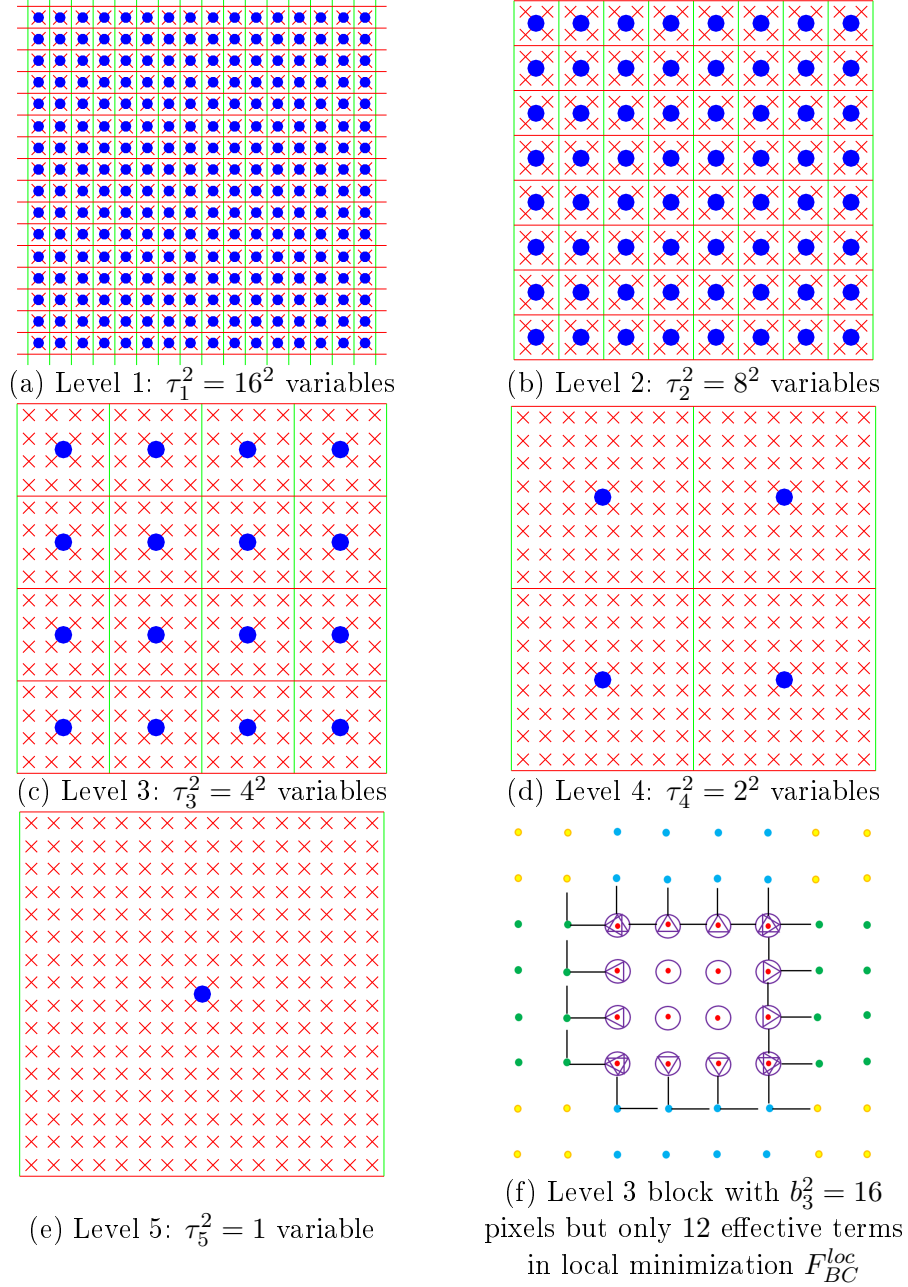 (a) Level 1: τ₁² = 16² variables
(b) Level 2: τ₂² = 8² variables
(c) Level 3: τ₃² = 4² variables
(d) Level 4: τ₄² = 2² variables
(e) Level 5: τ₅² = 1 variable
(f) Level 3 block with b₃² = 16
pixels but only 12 effective terms
in local minimization F_{BC}^{loc}